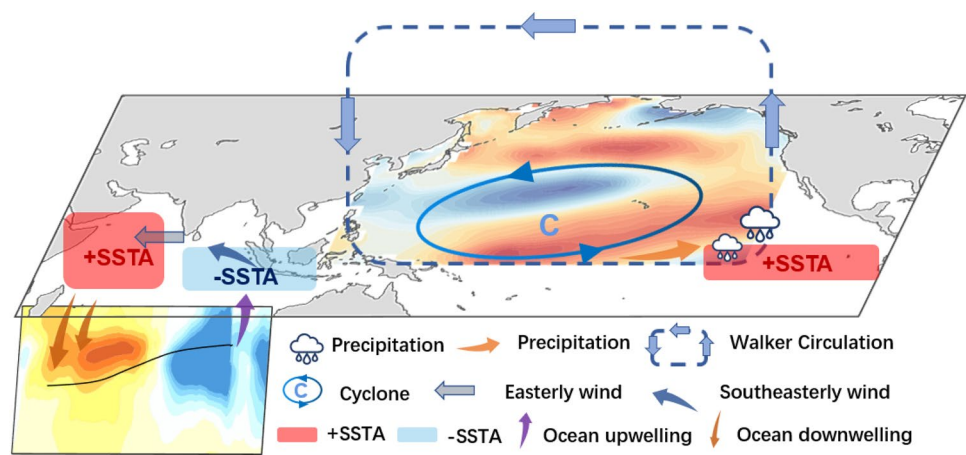 C
+SSTA
-SSTA
+SSTA
Precipitation
Precipitation
Walker Circulation
C
Cyclone
Easterly wind
Southeasterly wind
+SSTA
-SSTA
Ocean upwelling
Ocean downwelling